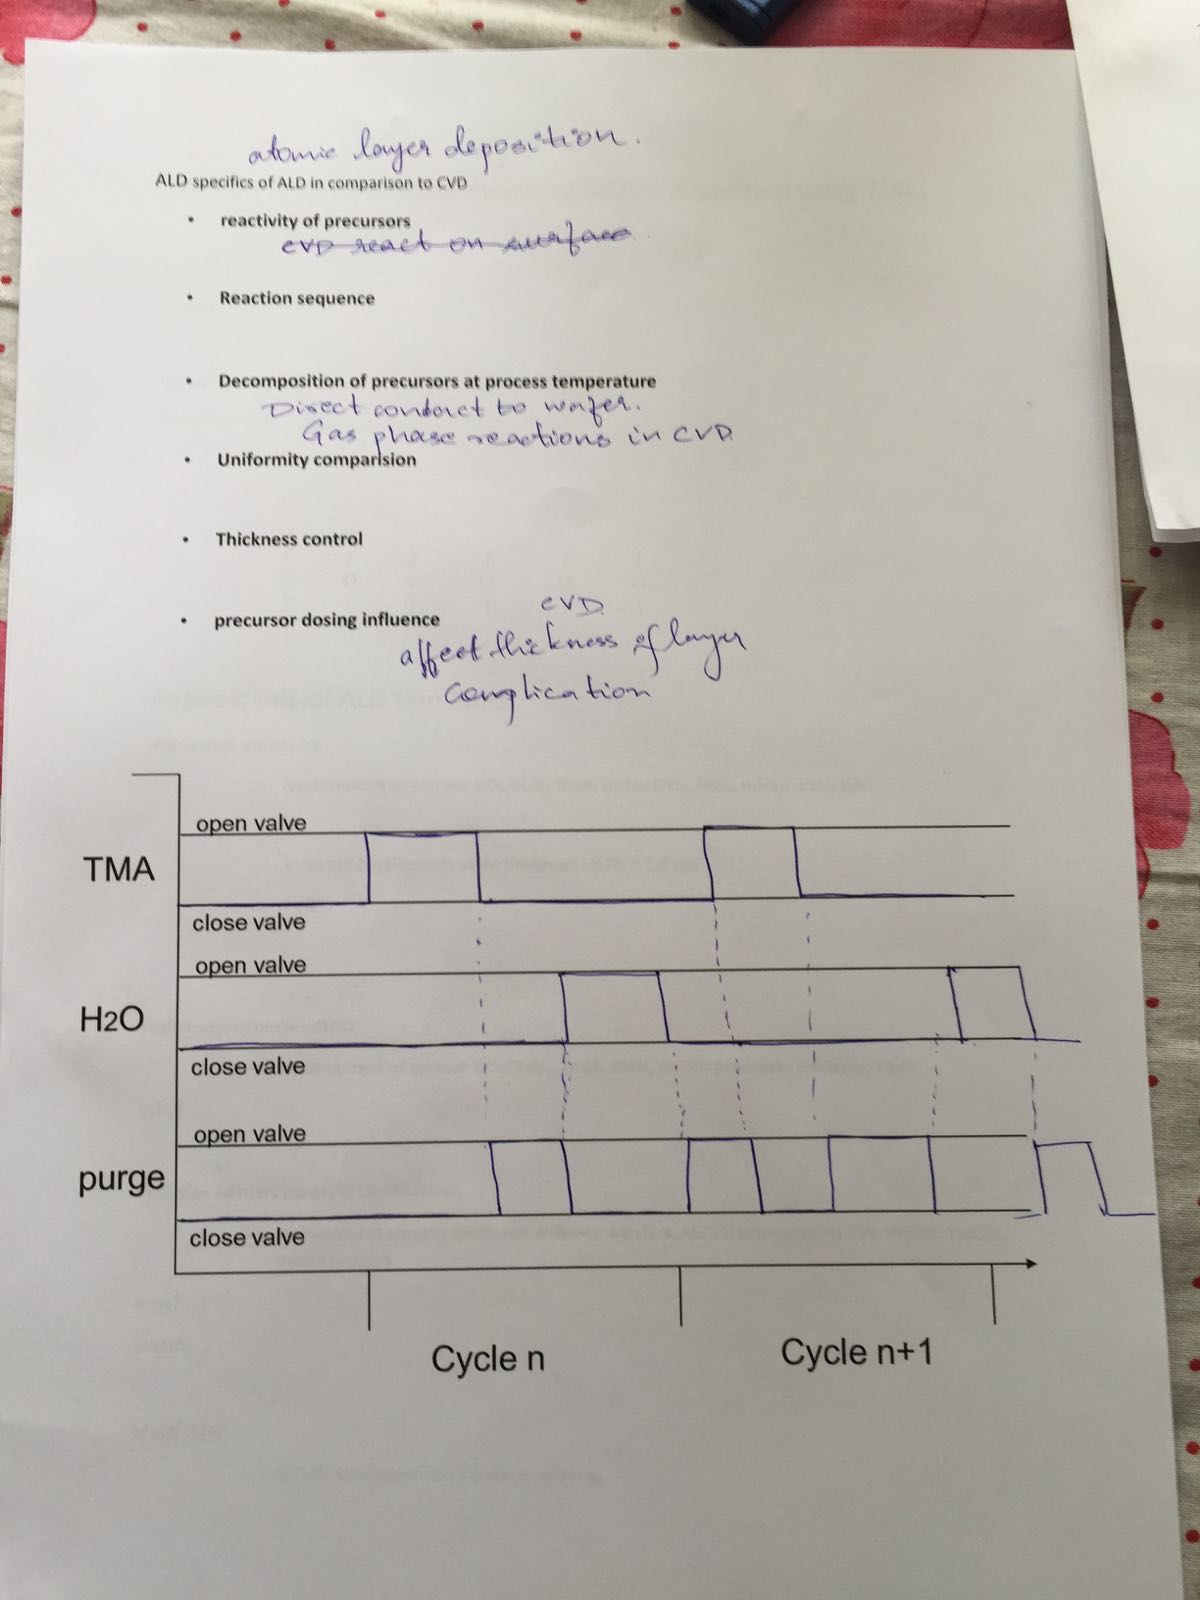 atomic layer deposition.
ALD specifics of ALD in comparison to CVD
• reactivity of precursors
CVD react on surface
• Reaction sequence
• Decomposition of precursors at process temperature
Direct contact to wafer.
Gas phase reactions in CVD
• Uniformity comparision
• Thickness control
CVD
• precursor dosing influence
affect thickness of layer
Complication
open valve
TMA
close valve
open valve
H2O
close valve
open valve
purge
close valve
Cycle n Cycle n+1